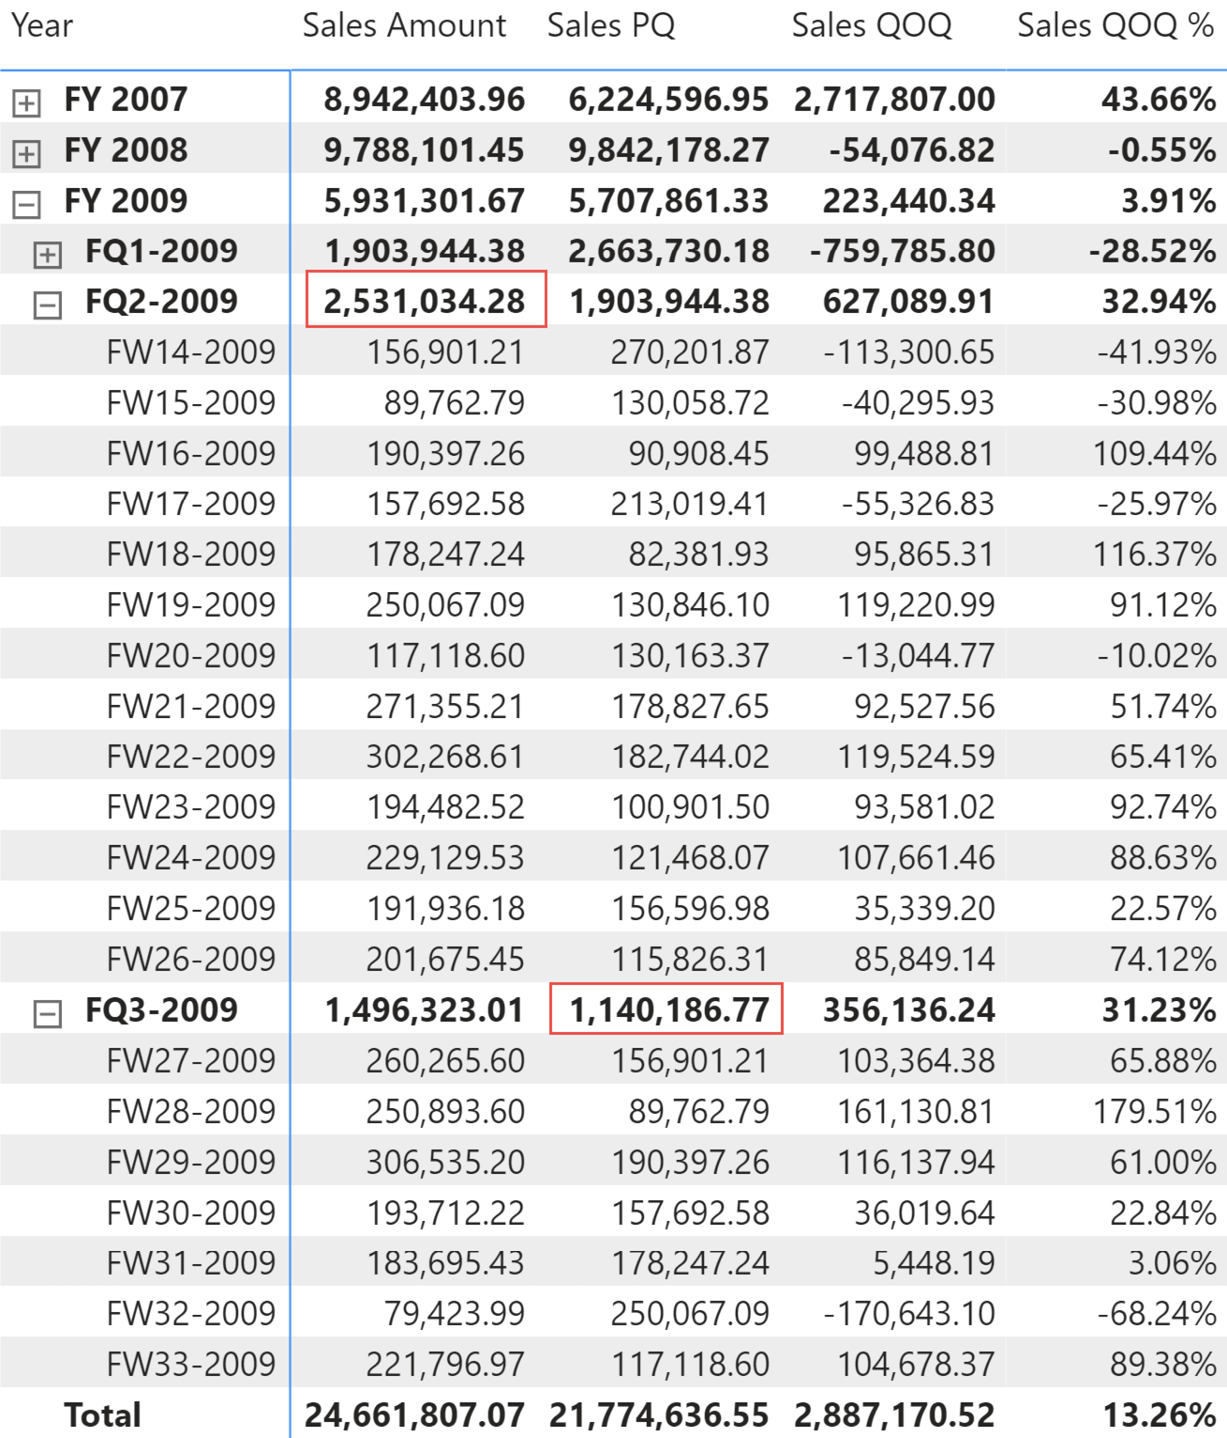 Year Sales Amount Sales PQ Sales QOQ Sales QOQ %
FY 2007 8,942,403.96 6,224,596.95 2,717,807.00 43.66%
FY 2008 9,788,101.45 9,842,178.27 -54,076.82 -0.55%
FY 2009 5,931,301.67 5,707,861.33 223,440.34 3.91%
FQ1-2009 1,903,944.38 2,663,730.18 -759,785.80 -28.52%
FQ2-2009 2,531,034.28 1,903,944.38 627,089.91 32.94%
FW14-2009 156,901.21 270,201.87 -113,300.65 -41.93%
FW15-2009 89,762.79 130,058.72 -40,295.93 -30.98%
FW16-2009 190,397.26 90,908.45 99,488.81 109.44%
FW17-2009 157,692.58 213,019.41 -55,326.83 -25.97%
FW18-2009 178,247.24 82,381.93 95,865.31 116.37%
FW19-2009 250,067.09 130,846.10 119,220.99 91.12%
FW20-2009 117,118.60 130,163.37 -13,044.77 -10.02%
FW21-2009 271,355.21 178,827.65 92,527.56 51.74%
FW22-2009 302,268.61 182,744.02 119,524.59 65.41%
FW23-2009 194,482.52 100,901.50 93,581.02 92.74%
FW24-2009 229,129.53 121,468.07 107,661.46 88.63%
FW25-2009 191,936.18 156,596.98 35,339.20 22.57%
FW26-2009 201,675.45 115,826.31 85,849.14 74.12%
FQ3-2009 1,496,323.01 1,140,186.77 356,136.24 31.23%
FW27-2009 260,265.60 156,901.21 103,364.38 65.88%
FW28-2009 250,893.60 89,762.79 161,130.81 179.51%
FW29-2009 306,535.20 190,397.26 116,137.94 61.00%
FW30-2009 193,712.22 157,692.58 36,019.64 22.84%
FW31-2009 183,695.43 178,247.24 5,448.19 3.06%
FW32-2009 79,423.99 250,067.09 -170,643.10 -68.24%
FW33-2009 221,796.97 117,118.60 104,678.37 89.38%
Total 24,661,807.07 21,774,636.55 2,887,170.52 13.26%